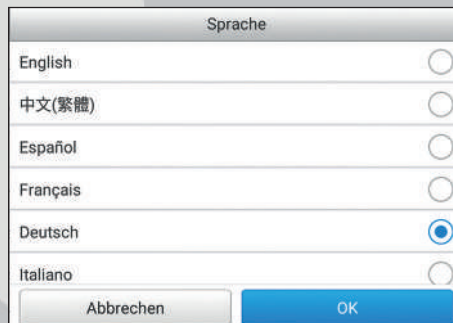 Sprache
English
中文(繁體)
Español
Français
Deutsch
Italiano
Abbrechen
OK